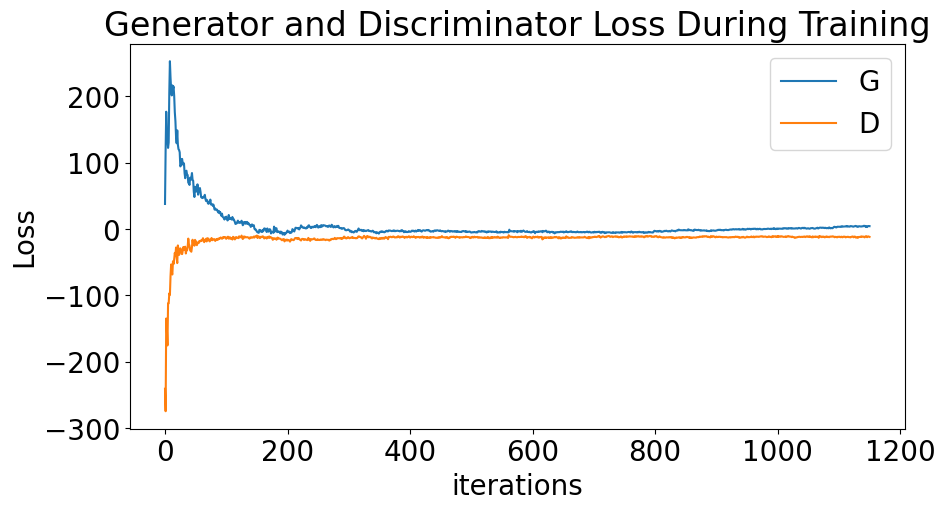 Generator and Discriminator Loss During Training
G
D
Loss
200
100
0
−100
−200
−300
0 200 400 600 800 1000 1200
iterations